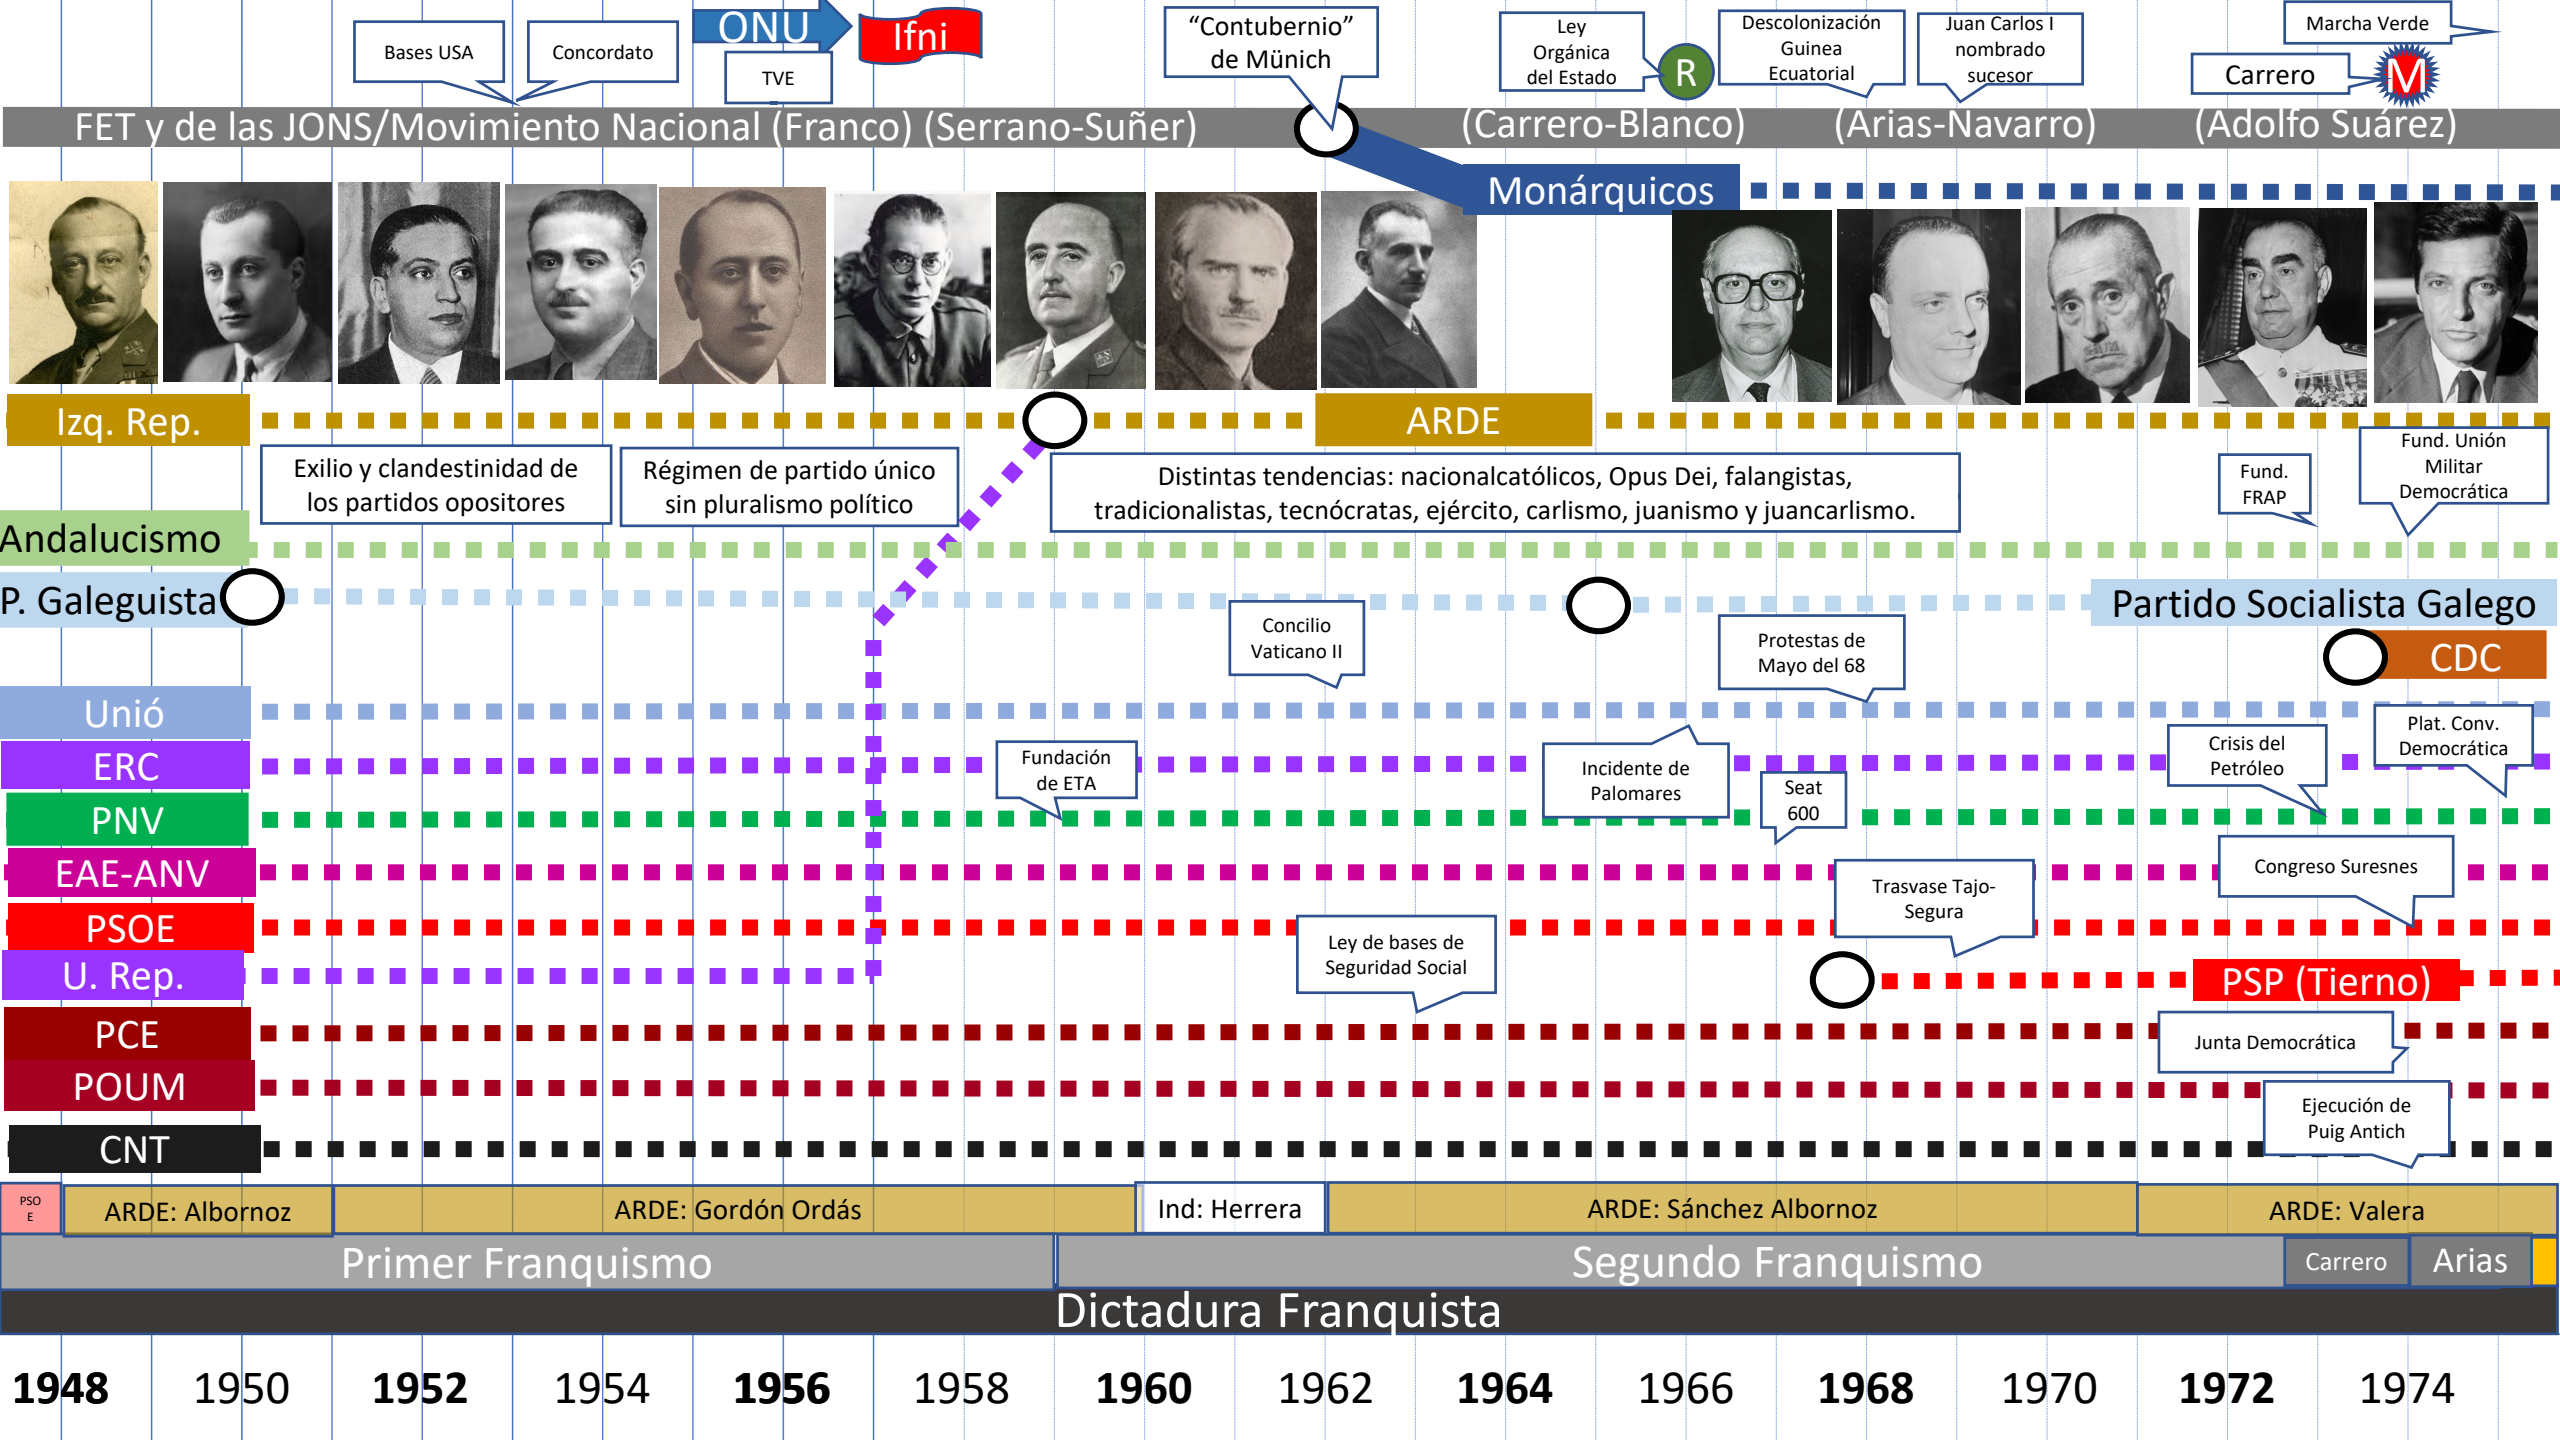 ONU
Ifni
Bases USA
Concordato
TVE
“Contubernio”
de Münich
Ley
Orgánica
del Estado
R
Descolonización
Guinea
Ecuatorial
Juan Carlos I
nombrado
sucesor
Marcha Verde
Carrero
M
FET y de las JONS/Movimiento Nacional (Franco) (Serrano-Suñer)
(Carrero-Blanco)
(Arias-Navarro)
(Adolfo Suárez)
Monárquicos
Izq. Rep.
ARDE
Exilio y clandestinidad de
los partidos opositores
Régimen de partido único
sin pluralismo político
Distintas tendencias: nacionalcatólicos, Opus Dei, falangistas,
tradicionalistas, tecnócratas, ejército, carlismo, juanismo y juancarlismo.
Fund.
FRAP
Fund. Unión
Militar
Democrática
Andalucismo
P. Galeguista
Partido Socialista Galego
Concilio
Vaticano II
Protestas de
Mayo del 68
CDC
Unió
ERC
Fundación
de ETA
Incidente de
Palomares
Seat
600
Crisis del
Petróleo
Plat. Conv.
Democrática
PNV
EAE-ANV
Trasvase Tajo-
Segura
Congreso Suresnes
PSOE
Ley de bases de
Seguridad Social
U. Rep.
PSP (Tierno)
PCE
Junta Democrática
POUM
Ejecución de
Puig Antich
CNT
PSO
E
ARDE: Albornoz
ARDE: Gordón Ordás
Ind: Herrera
ARDE: Sánchez Albornoz
ARDE: Valera
Primer Franquismo
Segundo Franquismo
Carrero
Arias
Dictadura Franquista
1948 1950 1952 1954 1956 1958 1960 1962 1964 1966 1968 1970 1972 1974